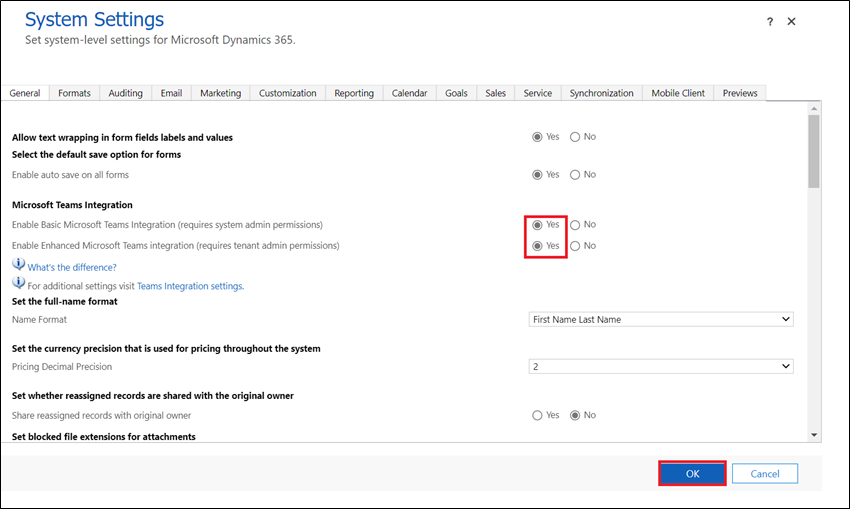 System Settings
? ✕
Set system-level settings for Microsoft Dynamics 365.
General Formats Auditing Email Marketing Customization Reporting Calendar Goals Sales Service Synchronization Mobile Client Previews
Allow text wrapping in form fields labels and values Yes No
Select the default save option for forms
Enable auto save on all forms Yes No
Microsoft Teams Integration
Enable Basic Microsoft Teams Integration (requires system admin permissions) Yes No
Enable Enhanced Microsoft Teams integration (requires tenant admin permissions) Yes No
What's the difference?
For additional settings visit Teams Integration settings.
Set the full-name format
Name Format First Name Last Name
Set the currency precision that is used for pricing throughout the system
Pricing Decimal Precision 2
Set whether reassigned records are shared with the original owner
Share reassigned records with original owner Yes No
Set blocked file extensions for attachments
OK Cancel